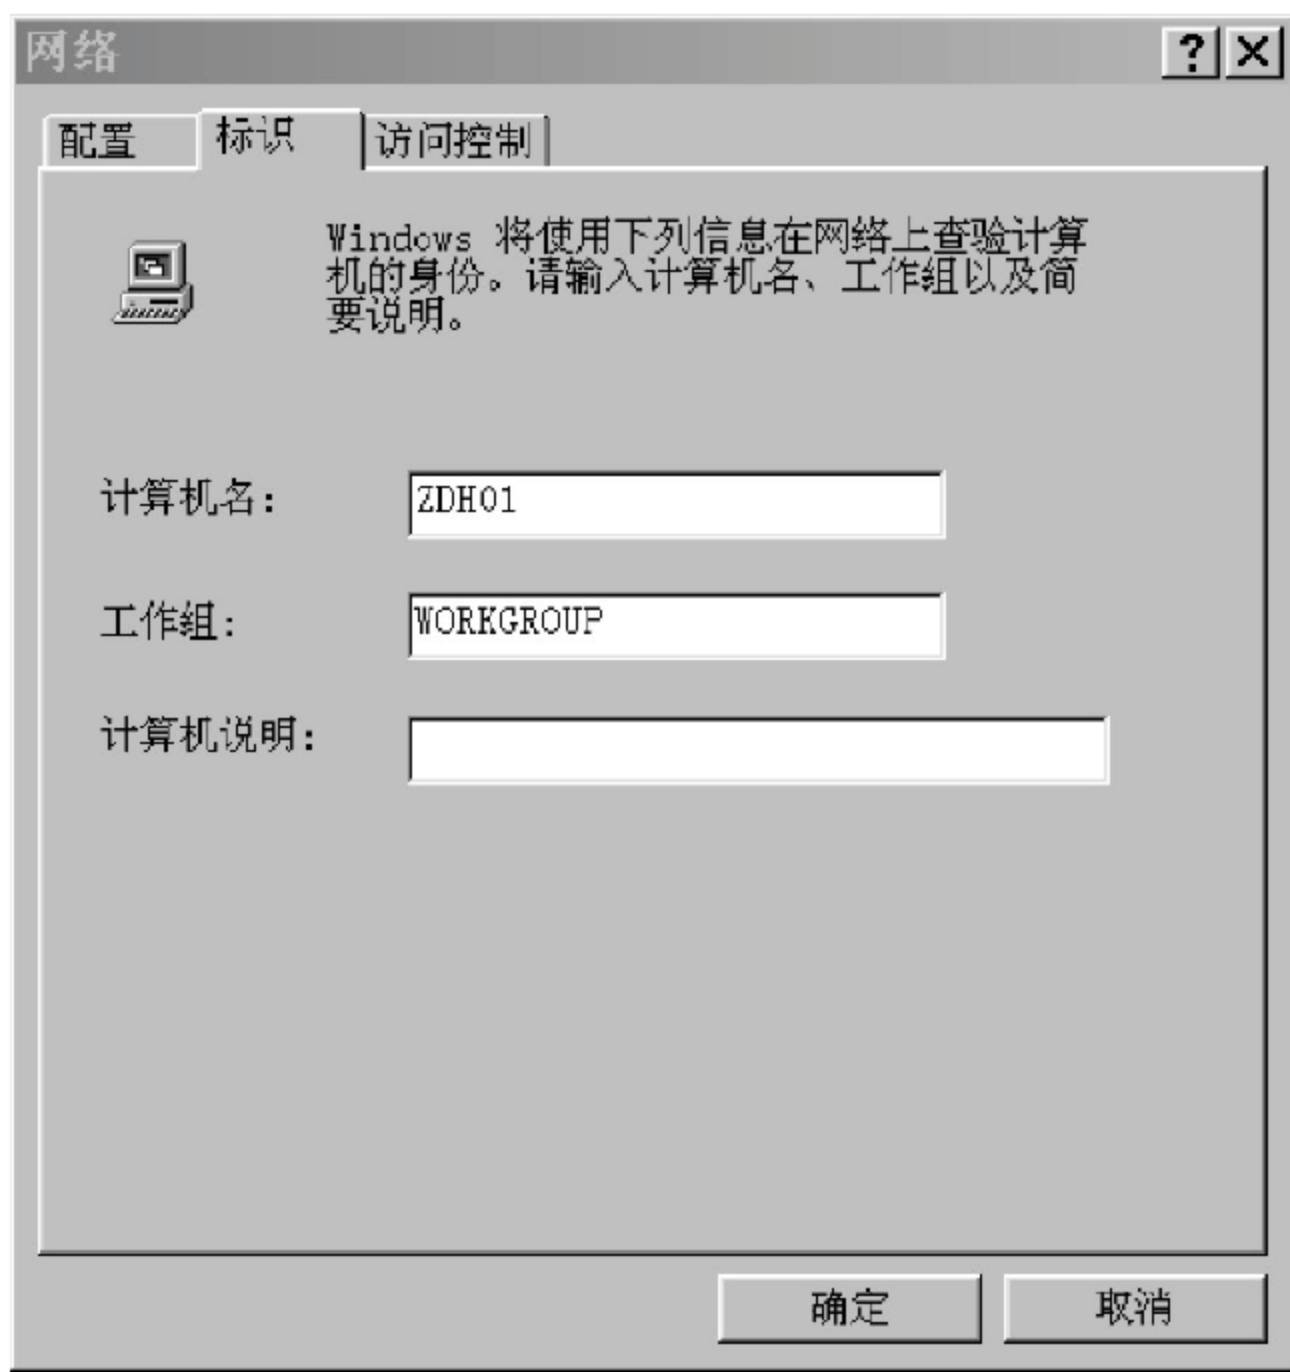 网络
配置 标识 访问控制
Windows 将使用下列信息在网络上查验计算
机的身份。请输入计算机名、工作组以及简
要说明。
计算机名: ZDH01
工作组: WORKGROUP
计算机说明:
确定 取消